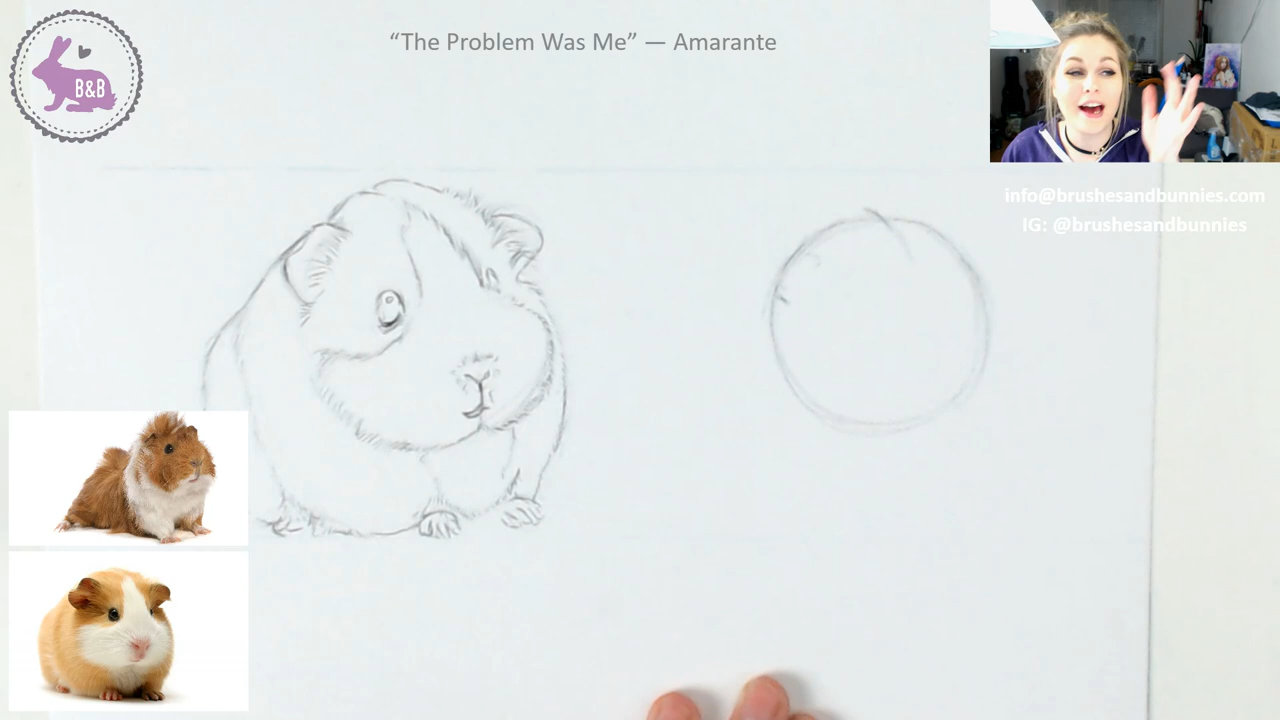 “The Problem Was Me” — Amarante
B&B
info@brushesandbunnies.com
IG: @brushesandbunnies